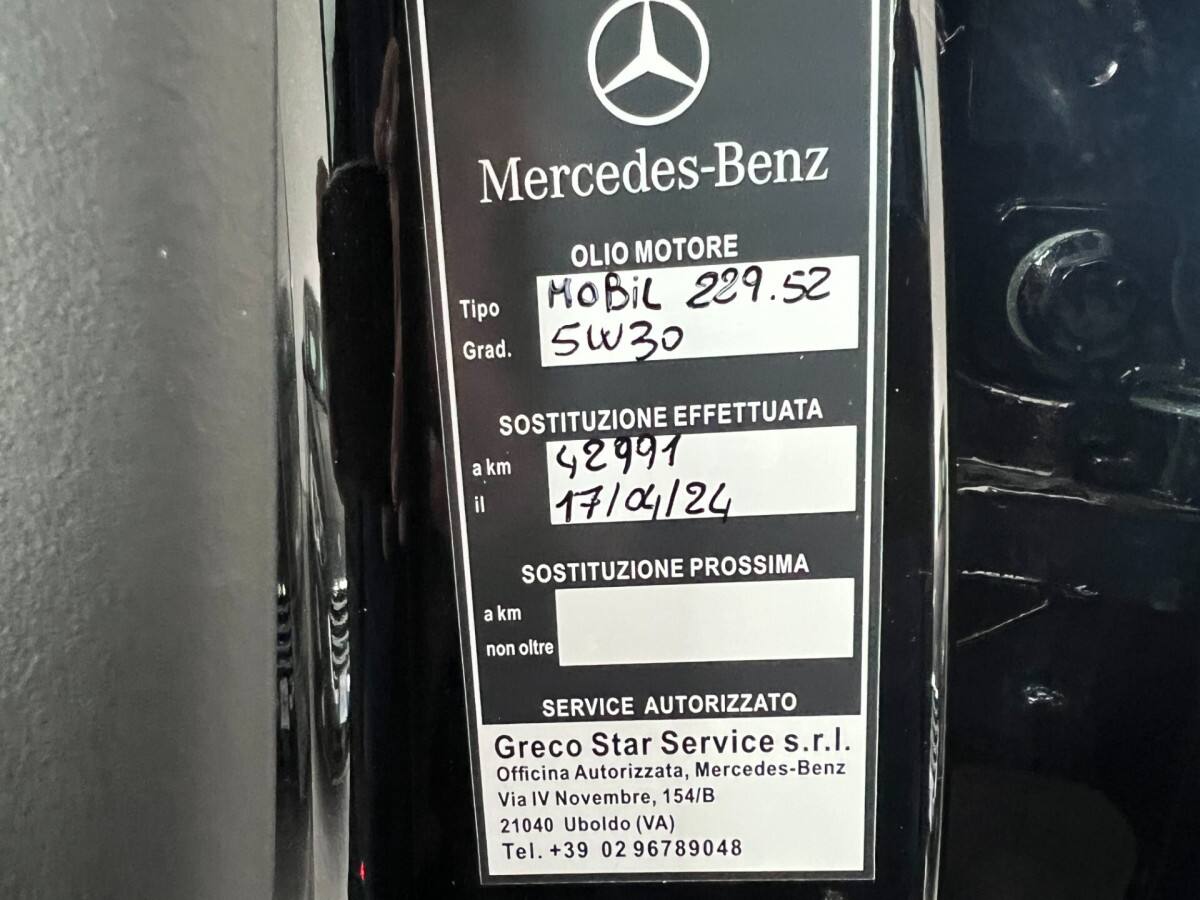 Mercedes-Benz
OLIO MOTORE
Tipo MOBiL 229.52
Grad. 5W30
SOSTITUZIONE EFFETTUATA
a km 42991
il 17/04/24
SOSTITUZIONE PROSSIMA
a km
non oltre
SERVICE AUTORIZZATO
Greco Star Service s.r.l.
Officina Autorizzata, Mercedes-Benz
Via IV Novembre, 154/B
21040 Uboldo (VA)
Tel. +39 02 96789048